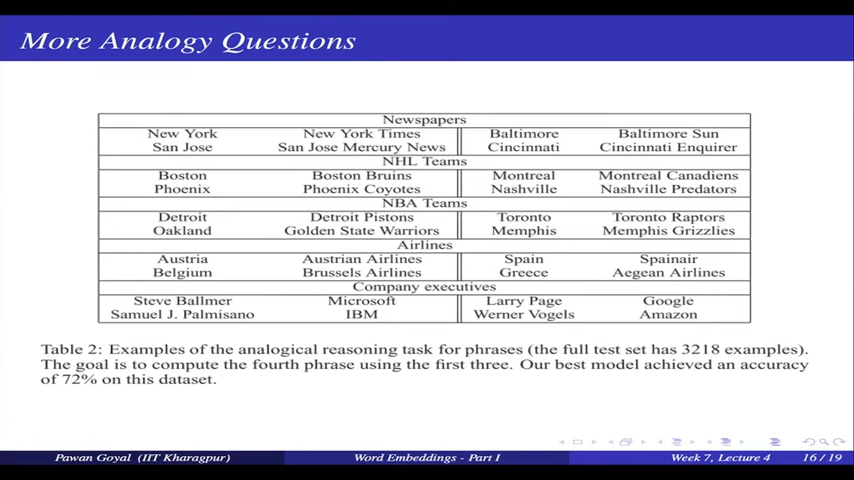 More Analogy Questions
Newspapers
New York New York Times Baltimore Baltimore Sun
San Jose San Jose Mercury News Cincinnati Cincinnati Enquirer
NHL Teams
Boston Boston Bruins Montreal Montreal Canadiens
Phoenix Phoenix Coyotes Nashville Nashville Predators
NBA Teams
Detroit Detroit Pistons Toronto Toronto Raptors
Oakland Golden State Warriors Memphis Memphis Grizzlies
Airlines
Austria Austrian Airlines Spain Spainair
Belgium Brussels Airlines Greece Aegean Airlines
Company executives
Steve Ballmer Microsoft Larry Page Google
Samuel J. Palmisano IBM Werner Vogels Amazon
Table 2: Examples of the analogical reasoning task for phrases (the full test set has 3218 examples).
The goal is to compute the fourth phrase using the first three. Our best model achieved an accuracy
of 72% on this dataset.
Pawan Goyal (IIT Kharagpur) Word Embeddings - Part I Week 7, Lecture 4 16 / 19